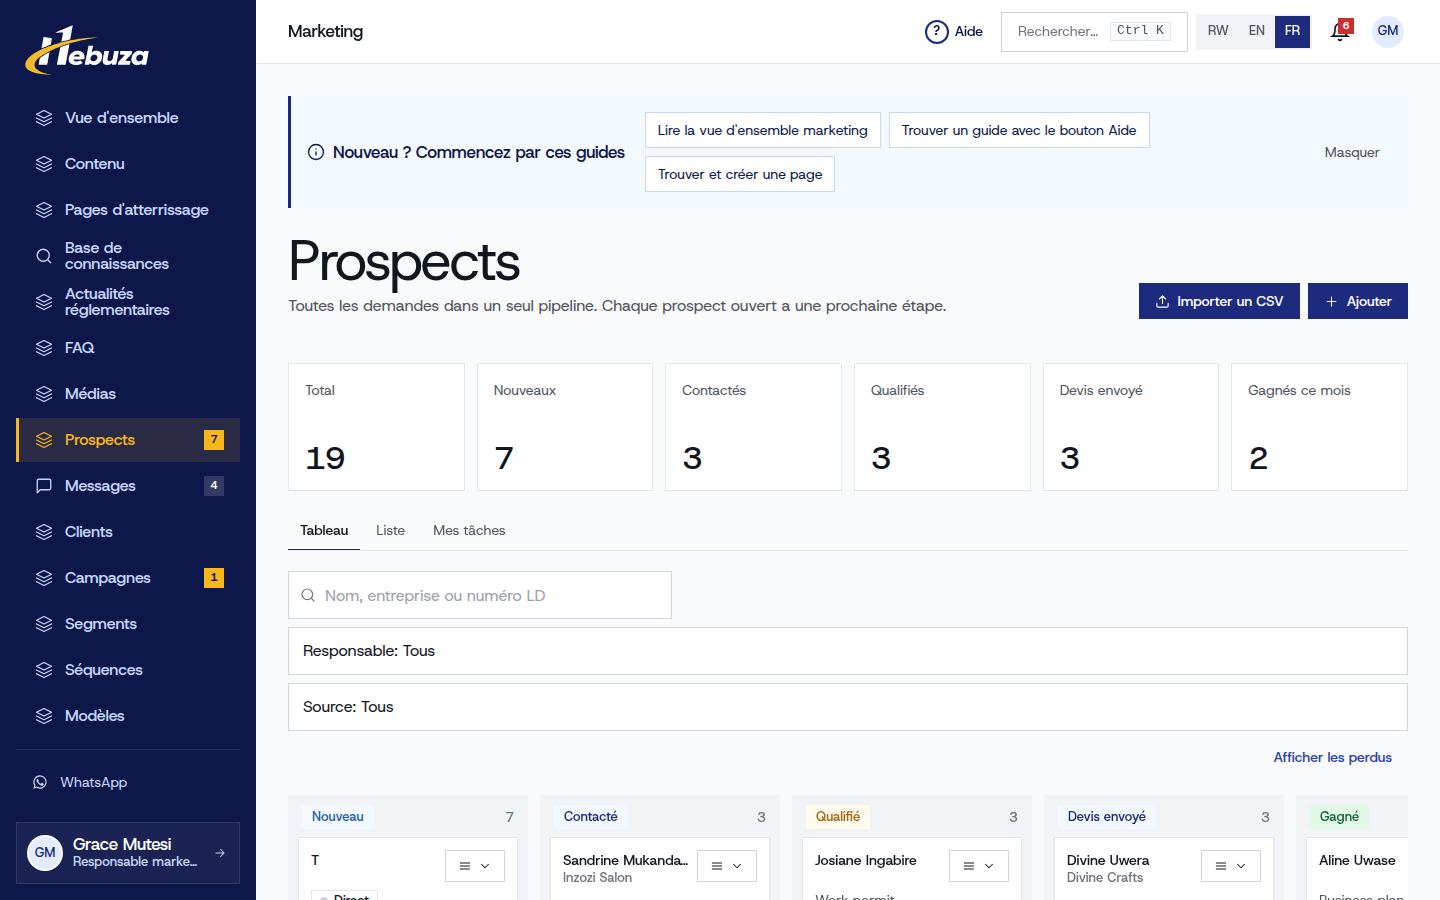 Hebuza
Vue d'ensemble
Contenu
Pages d'atterrissage
Base de
connaissances
Actualités
réglementaires
FAQ
Médias
Prospects 7
Messages 4
Clients
Campagnes 1
Segments
Séquences
Modèles
WhatsApp
GM
Grace Mutesi
Responsable marke...
Marketing
? Aide
Rechercher... Ctrl K
RW EN FR
6
GM
Nouveau ? Commencez par ces guides
Lire la vue d'ensemble marketing
Trouver un guide avec le bouton Aide
Trouver et créer une page
Masquer
Prospects
Toutes les demandes dans un seul pipeline. Chaque prospect ouvert a une prochaine étape.
Importer un CSV
Ajouter
Total
19
Nouveaux
7
Contactés
3
Qualifiés
3
Devis envoyé
3
Gagnés ce mois
2
Tableau Liste Mes tâches
Nom, entreprise ou numéro LD
Responsable: Tous
Source: Tous
Afficher les perdus
Nouveau 7
T
Direct
Contacté 3
Sandrine Mukanda...
Inzozi Salon
Qualifié 3
Josiane Ingabire
Work permit
Devis envoyé 3
Divine Uwera
Divine Crafts
Gagné
Aline Uwase
Business plan